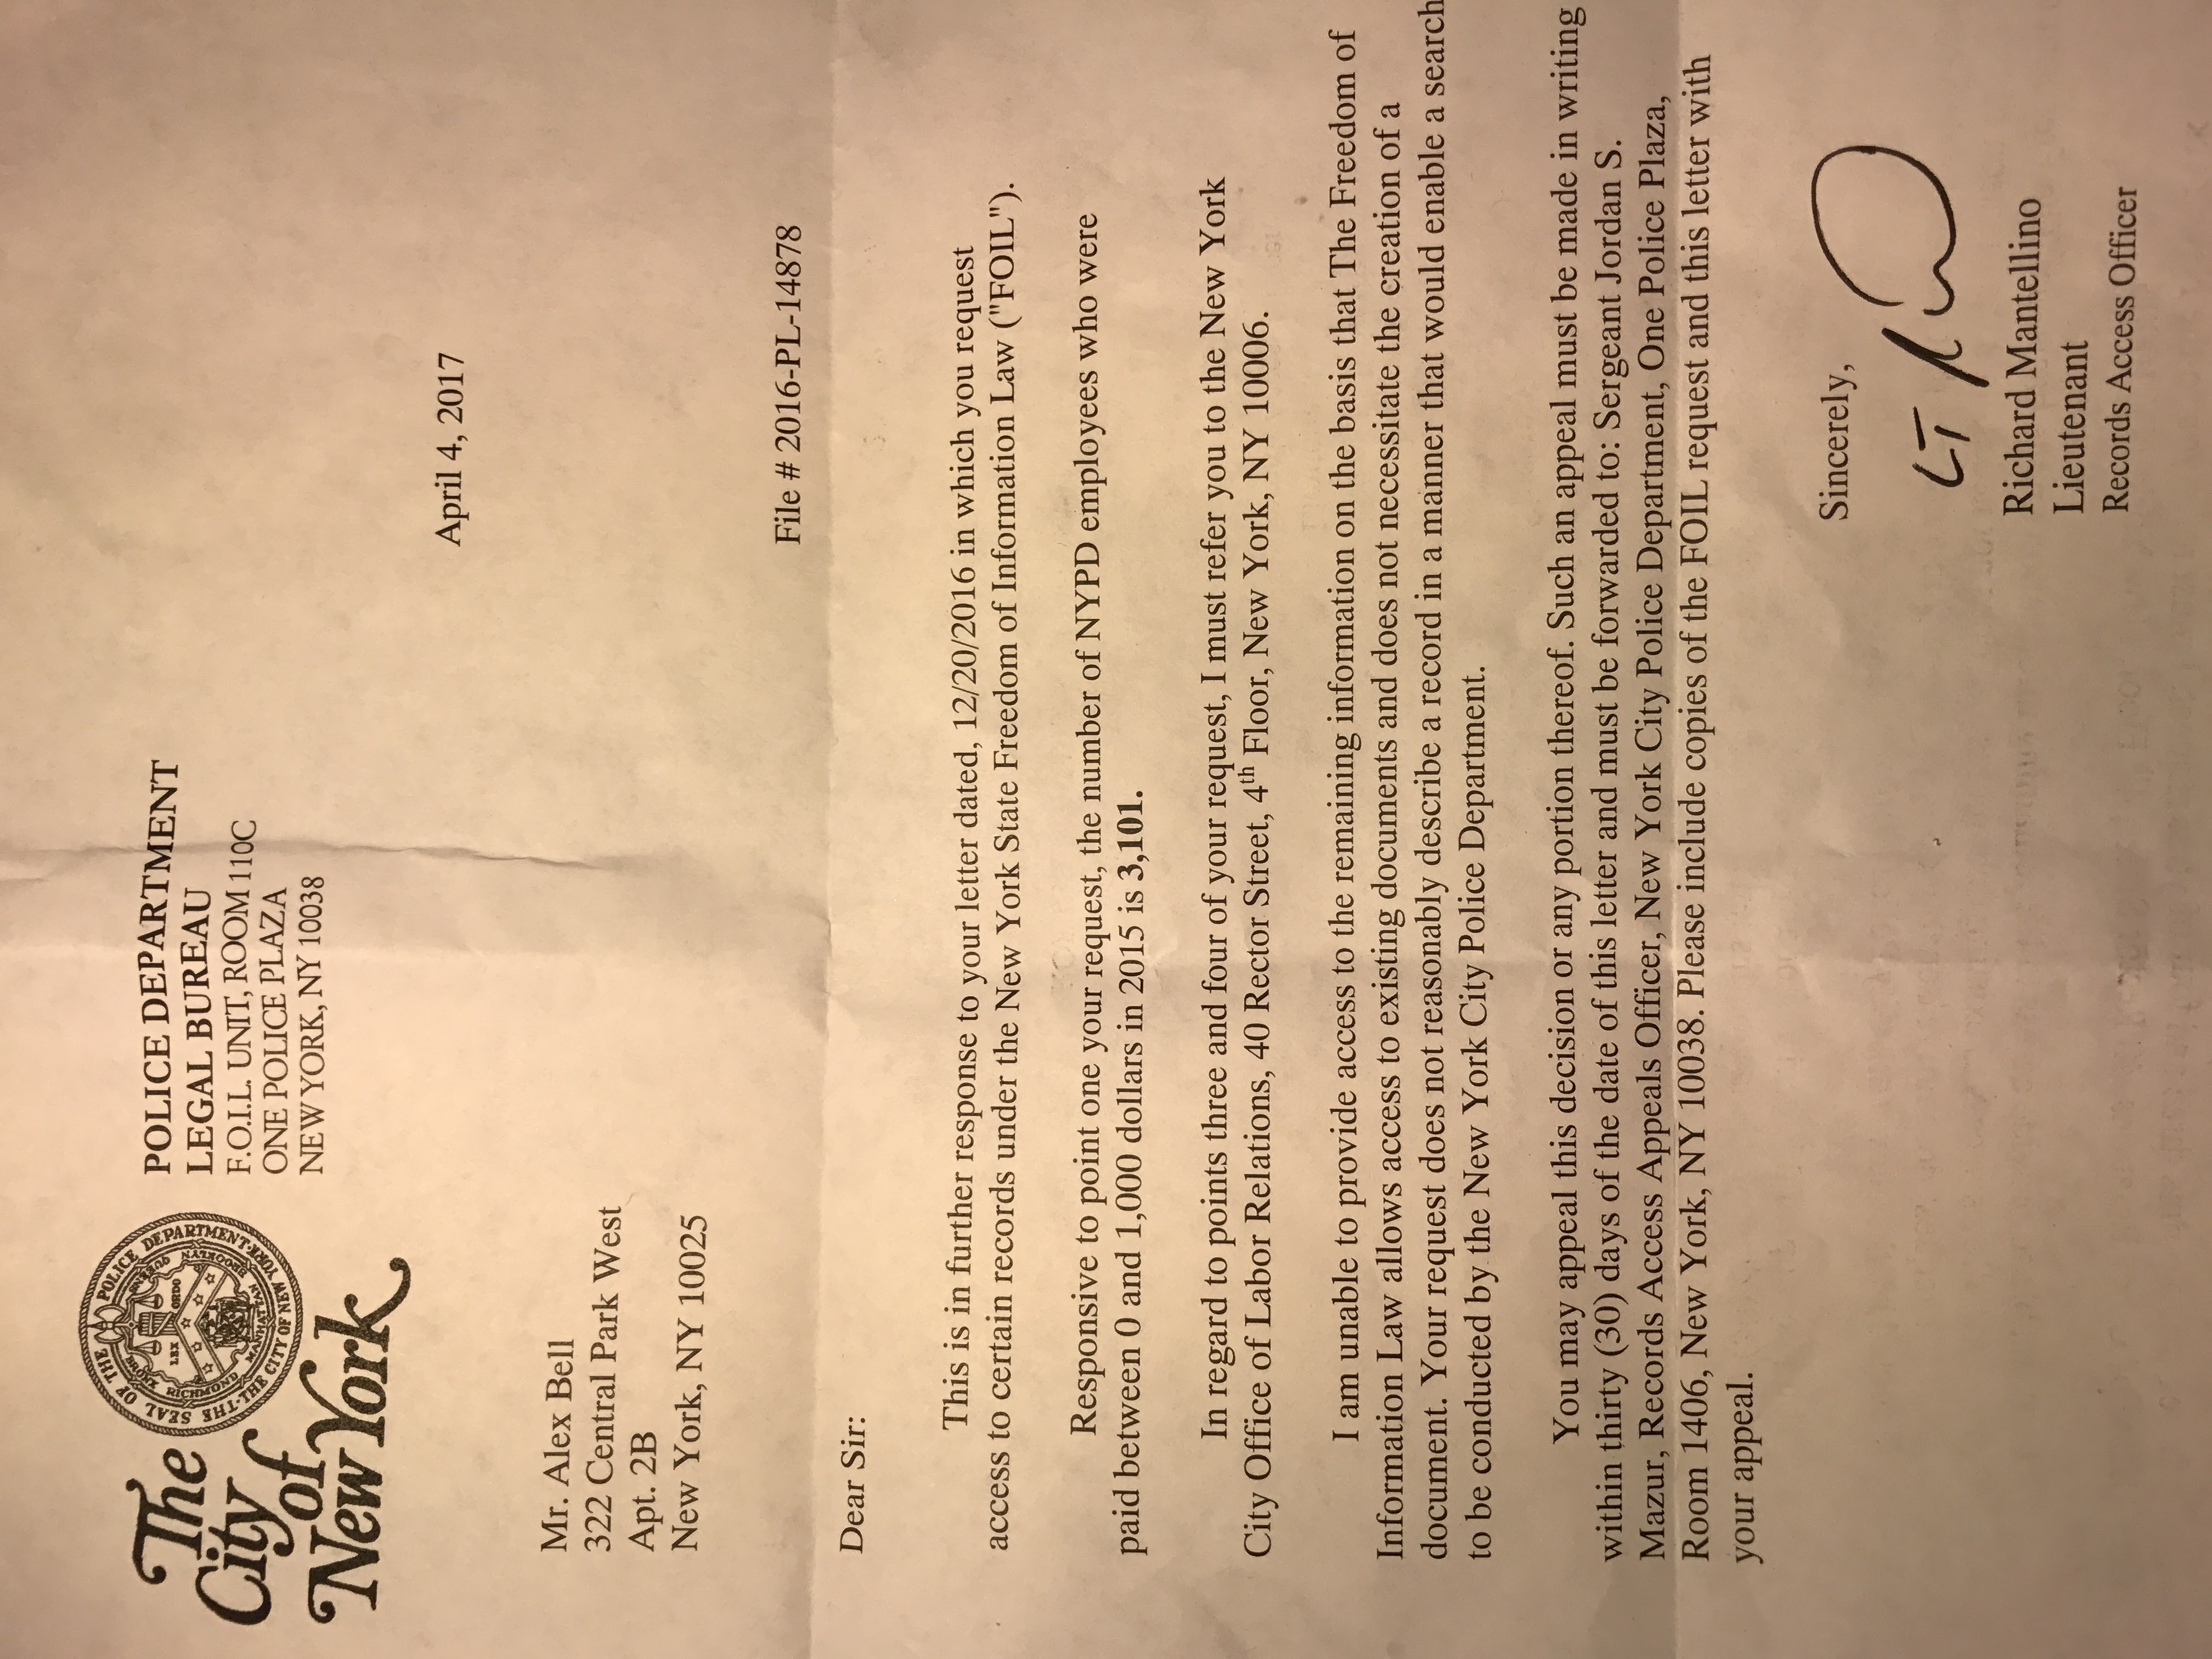 The
City
of
New York
THE SEAL OF THE POLICE DEPARTMENT · THE CITY OF NEW YORK
LEX ORDO
BRONX QUEENS
RICHMOND MANHATTAN BROOKLYN
POLICE DEPARTMENT
LEGAL BUREAU
F.O.I.L. UNIT, ROOM 110C
ONE POLICE PLAZA
NEW YORK, NY 10038
April 4, 2017
Mr. Alex Bell
322 Central Park West
Apt. 2B
New York, NY 10025
File # 2016-PL-14878
Dear Sir:
This is in further response to your letter dated, 12/20/2016 in which you request
access to certain records under the New York State Freedom of Information Law ("FOIL").
Responsive to point one your request, the number of NYPD employees who were
paid between 0 and 1,000 dollars in 2015 is 3,101.
In regard to points three and four of your request, I must refer you to the New York
City Office of Labor Relations, 40 Rector Street, 4th Floor, New York, NY 10006.
I am unable to provide access to the remaining information on the basis that The Freedom of
Information Law allows access to existing documents and does not necessitate the creation of a
document. Your request does not reasonably describe a record in a manner that would enable a search
to be conducted by the New York City Police Department.
You may appeal this decision or any portion thereof. Such an appeal must be made in writing
within thirty (30) days of the date of this letter and must be forwarded to: Sergeant Jordan S.
Mazur, Records Access Appeals Officer, New York City Police Department, One Police Plaza,
Room 1406, New York, NY 10038. Please include copies of the FOIL request and this letter with
your appeal.
Sincerely,
LT
Richard Mantellino
Lieutenant
Records Access Officer